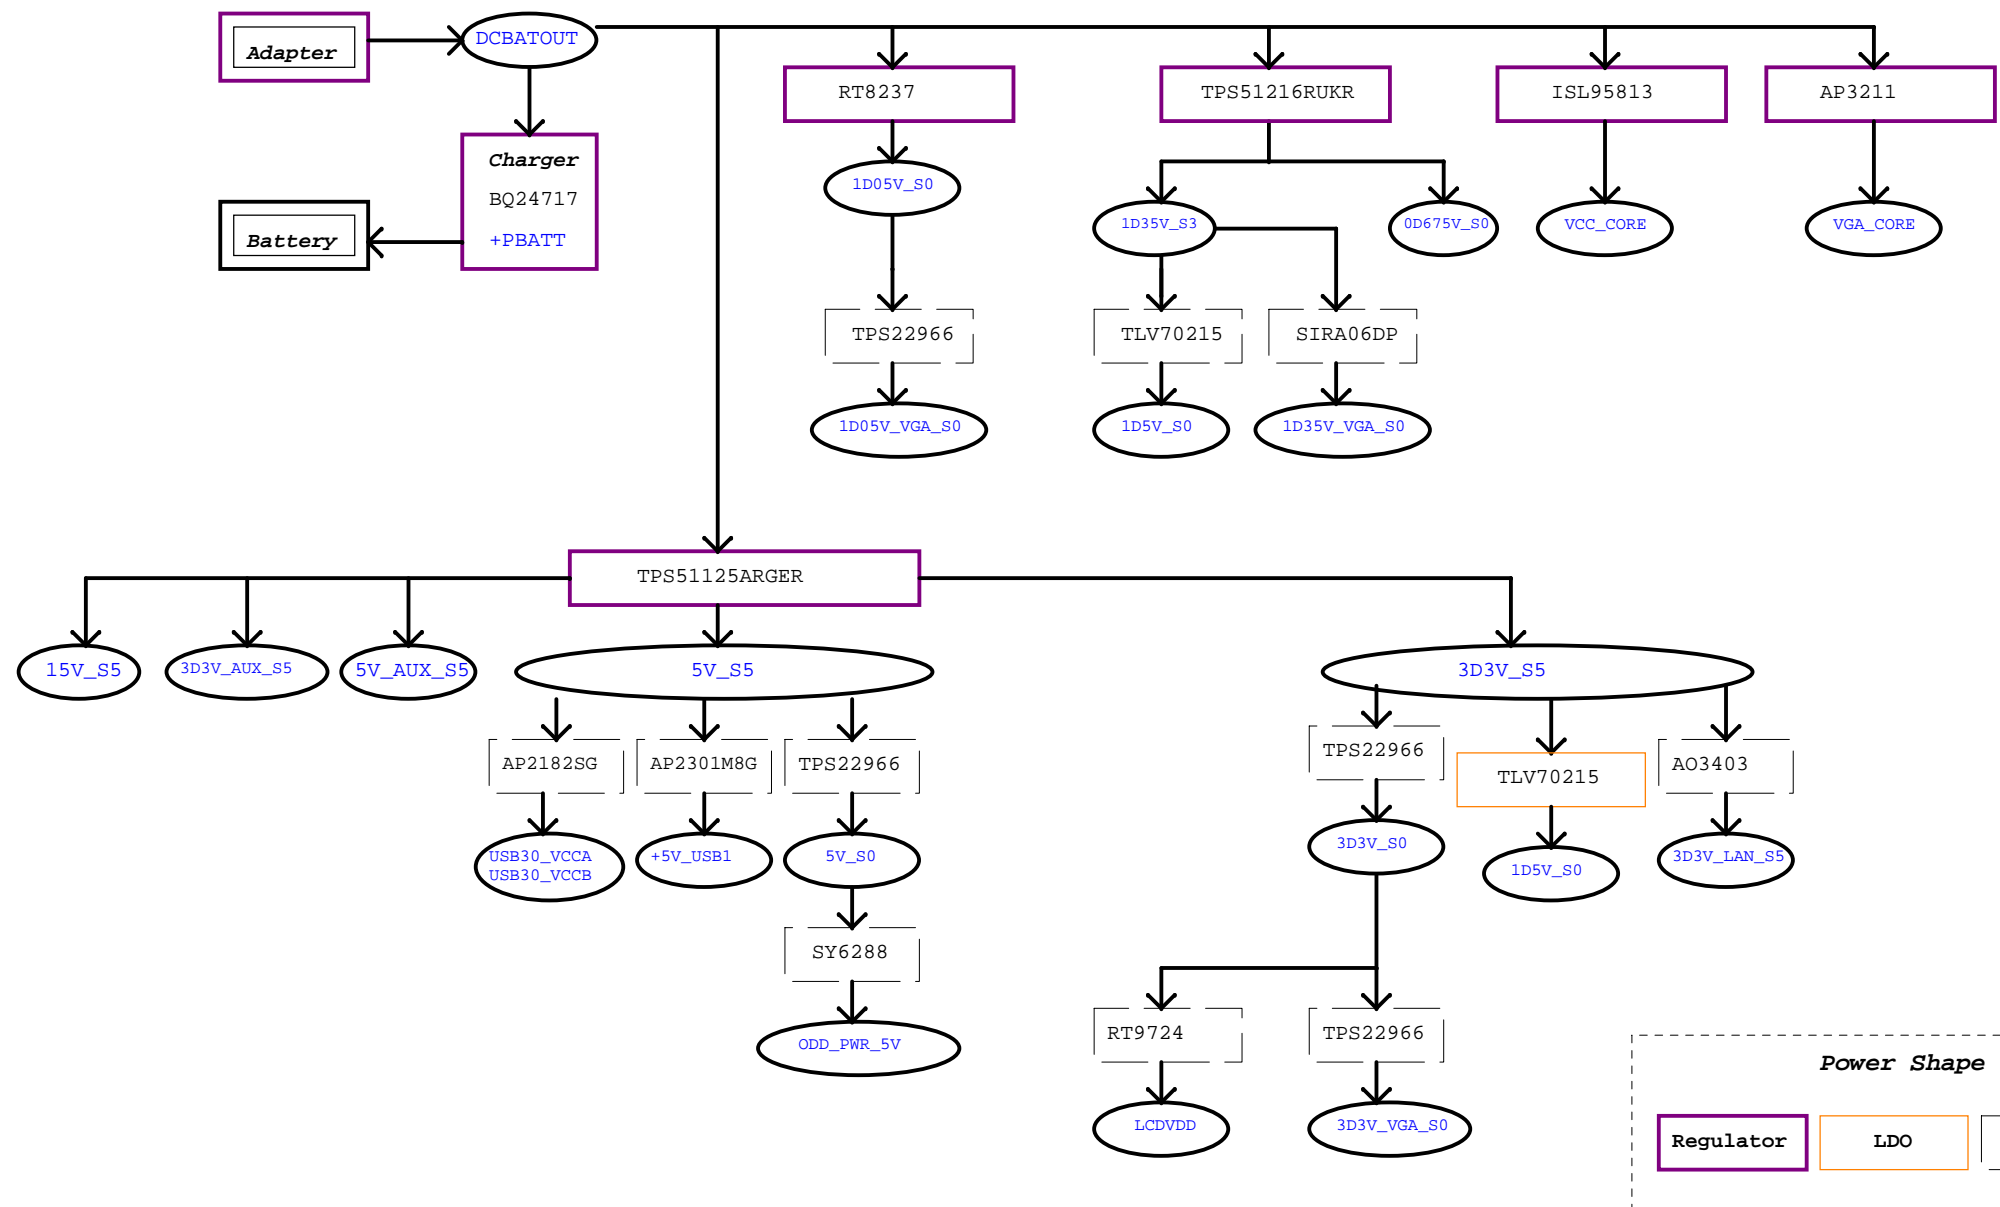 Adapter
DCBATOUT
RT8237
TPS51216RUKR
ISL95813
AP3211
Charger
BQ24717
+PBATT
Battery
1D05V_S0
1D35V_S3
0D675V_S0
VCC_CORE
VGA_CORE
TPS22966
TLV70215
SIRA06DP
1D05V_VGA_S0
1D5V_S0
1D35V_VGA_S0
TPS51125ARGER
15V_S5
3D3V_AUX_S5
5V_AUX_S5
5V_S5
3D3V_S5
AP2182SG
AP2301M8G
TPS22966
TPS22966
TLV70215
AO3403
USB30_VCCA
USB30_VCCB
+5V_USB1
5V_S0
3D3V_S0
1D5V_S0
3D3V_LAN_S5
SY6288
ODD_PWR_5V
RT9724
TPS22966
LCDVDD
3D3V_VGA_S0
Power Shape
Regulator
LDO